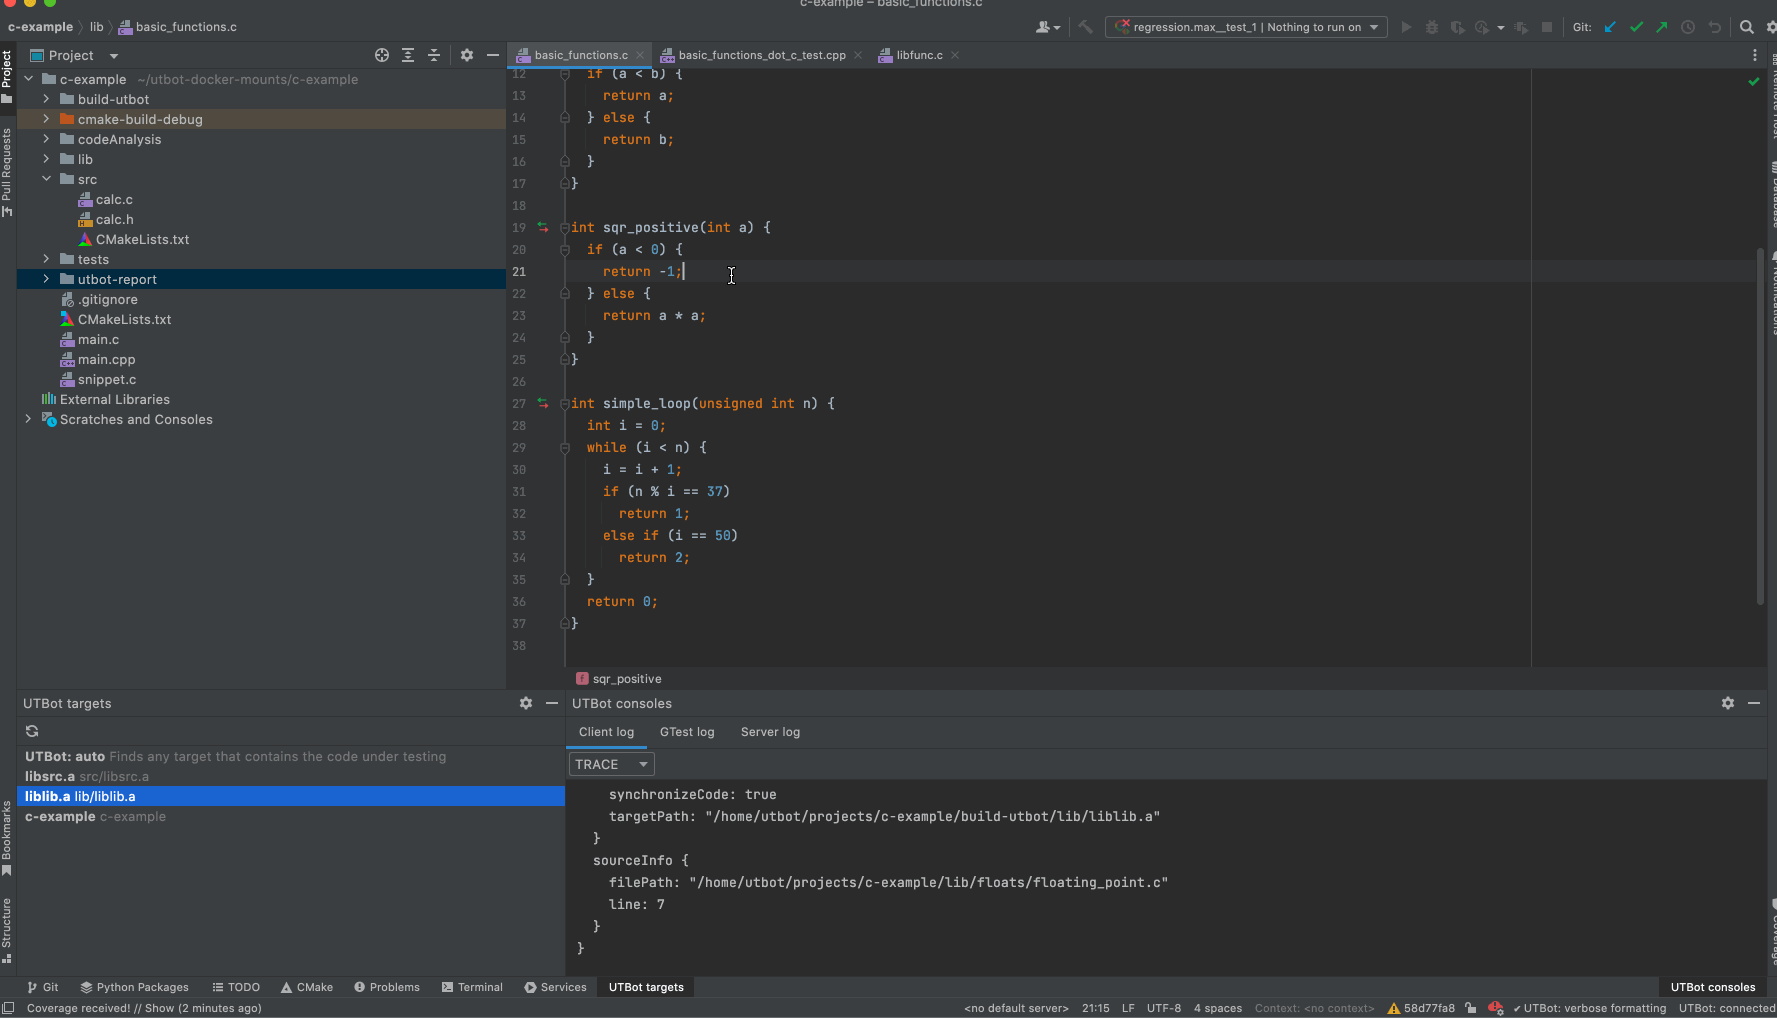 c-example – basic_functions.c
c-example lib basic_functions.c
regression.max__test_1 | Nothing to run on
Git:
Project
Project
Pull Requests
Bookmarks
Structure
c-example ~/utbot-docker-mounts/c-example
build-utbot
cmake-build-debug
codeAnalysis
lib
src
calc.c
calc.h
CMakeLists.txt
tests
utbot-report
.gitignore
CMakeLists.txt
main.c
main.cpp
snippet.c
External Libraries
Scratches and Consoles
basic_functions.c
basic_functions_dot_c_test.cpp
libfunc.c
12 if (a < b) {
13 return a;
14 } else {
15 return b;
16 }
17 }
18
19 int sqr_positive(int a) {
20 if (a < 0) {
21 return -1;
22 } else {
23 return a * a;
24 }
25 }
26
27 int simple_loop(unsigned int n) {
28 int i = 0;
29 while (i < n) {
30 i = i + 1;
31 if (n % i == 37)
32 return 1;
33 else if (i == 50)
34 return 2;
35 }
36 return 0;
37 }
38
f sqr_positive
Remote Host
Database
Notifications
Coverage
UTBot targets
UTBot: auto Finds any target that contains the code under testing
libsrc.a src/libsrc.a
liblib.a lib/liblib.a
c-example c-example
UTBot consoles
Client log GTest log Server log
TRACE
synchronizeCode: true
targetPath: "/home/utbot/projects/c-example/build-utbot/lib/liblib.a"
}
sourceInfo {
filePath: "/home/utbot/projects/c-example/lib/floats/floating_point.c"
line: 7
}
}
Git Python Packages TODO CMake Problems Terminal Services UTBot targets UTBot consoles
Coverage received! // Show (2 minutes ago) <no default server> 21:15 LF UTF-8 4 spaces Context: <no context> 58d77fa8 ✓ UTBot: verbose formatting UTBot: connected